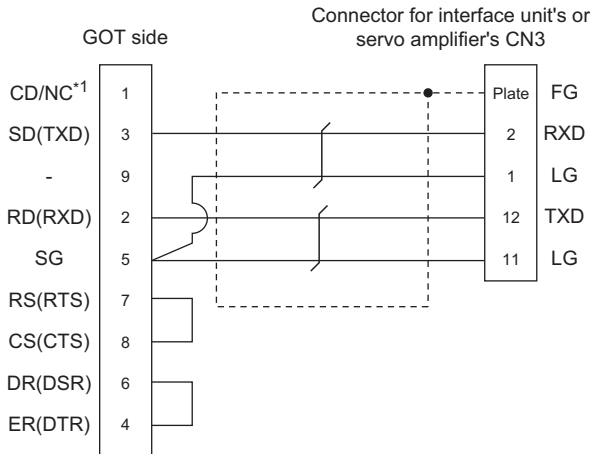 Connector for interface unit's or
servo amplifier's CN3
GOT side
CD/NC*1 1 Plate FG
SD(TXD) 3 2 RXD
- 9 1 LG
RD(RXD) 2 12 TXD
SG 5 11 LG
RS(RTS) 7
CS(CTS) 8
DR(DSR) 6
ER(DTR) 4